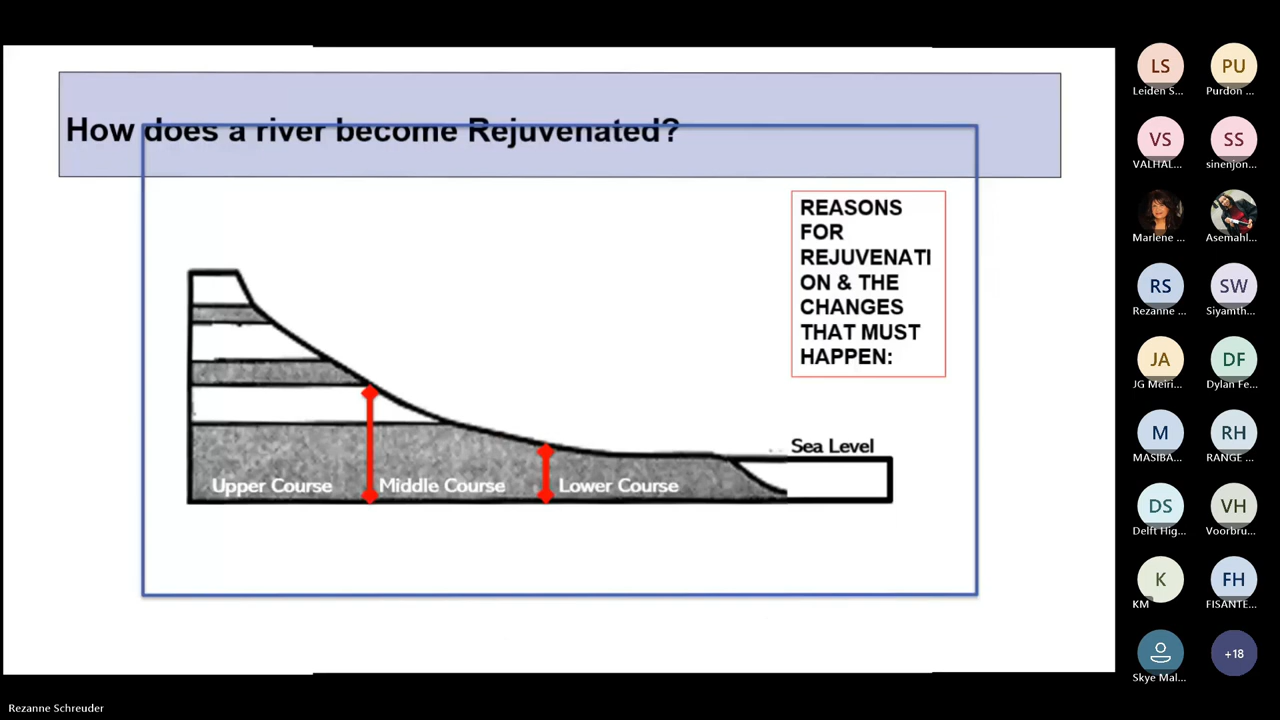 How does a river become Rejuvenated?
REASONS
FOR
REJUVENATI
ON & THE
CHANGES
THAT MUST
HAPPEN:
Sea Level
Upper Course
Middle Course
Lower Course
LS
PU
Leiden S...
Purdon ...
VS
SS
VALHAL...
sinenjon...
Marlene ...
Asemahl...
RS
SW
Rezanne ...
Siyamth...
JA
DF
JG Meiri...
Dylan Fe...
M
RH
MASIBA...
RANGE ...
DS
VH
Delft Hig...
Voorbru...
K
FH
KM
FISANTE...
+18
Skye Mal...
Rezanne Schreuder